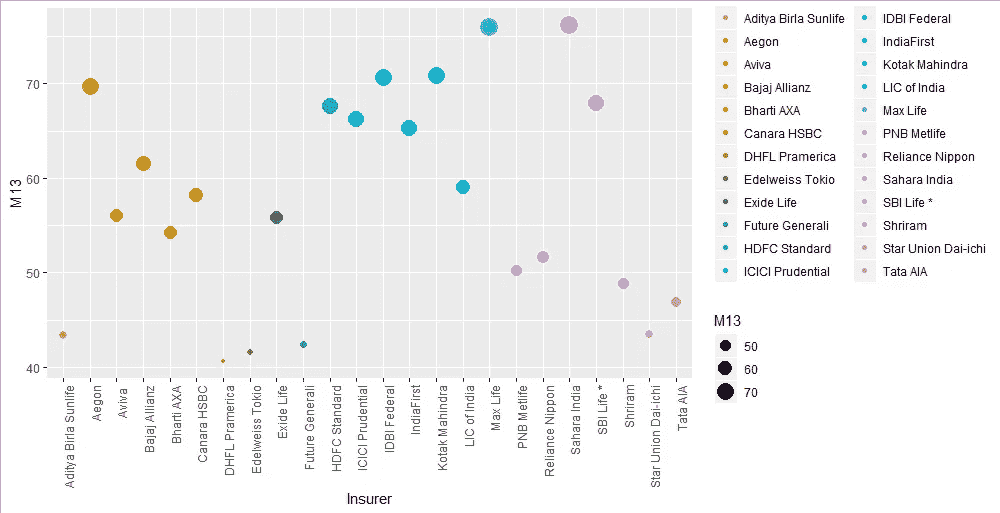 M13
70
60
50
40
Aditya Birla Sunlife
Aegon
Aviva
Bajaj Allianz
Bharti AXA
Canara HSBC
DHFL Pramerica
Edelweiss Tokio
Exide Life
Future Generali
HDFC Standard
ICICI Prudential
IDBI Federal
IndiaFirst
Kotak Mahindra
LIC of India
Max Life
PNB Metlife
Reliance Nippon
Sahara India
SBI Life *
Shriram
Star Union Dai-ichi
Tata AIA
Insurer
Aditya Birla Sunlife
Aegon
Aviva
Bajaj Allianz
Bharti AXA
Canara HSBC
DHFL Pramerica
Edelweiss Tokio
Exide Life
Future Generali
HDFC Standard
ICICI Prudential
IDBI Federal
IndiaFirst
Kotak Mahindra
LIC of India
Max Life
PNB Metlife
Reliance Nippon
Sahara India
SBI Life *
Shriram
Star Union Dai-ichi
Tata AIA
M13
50
60
70